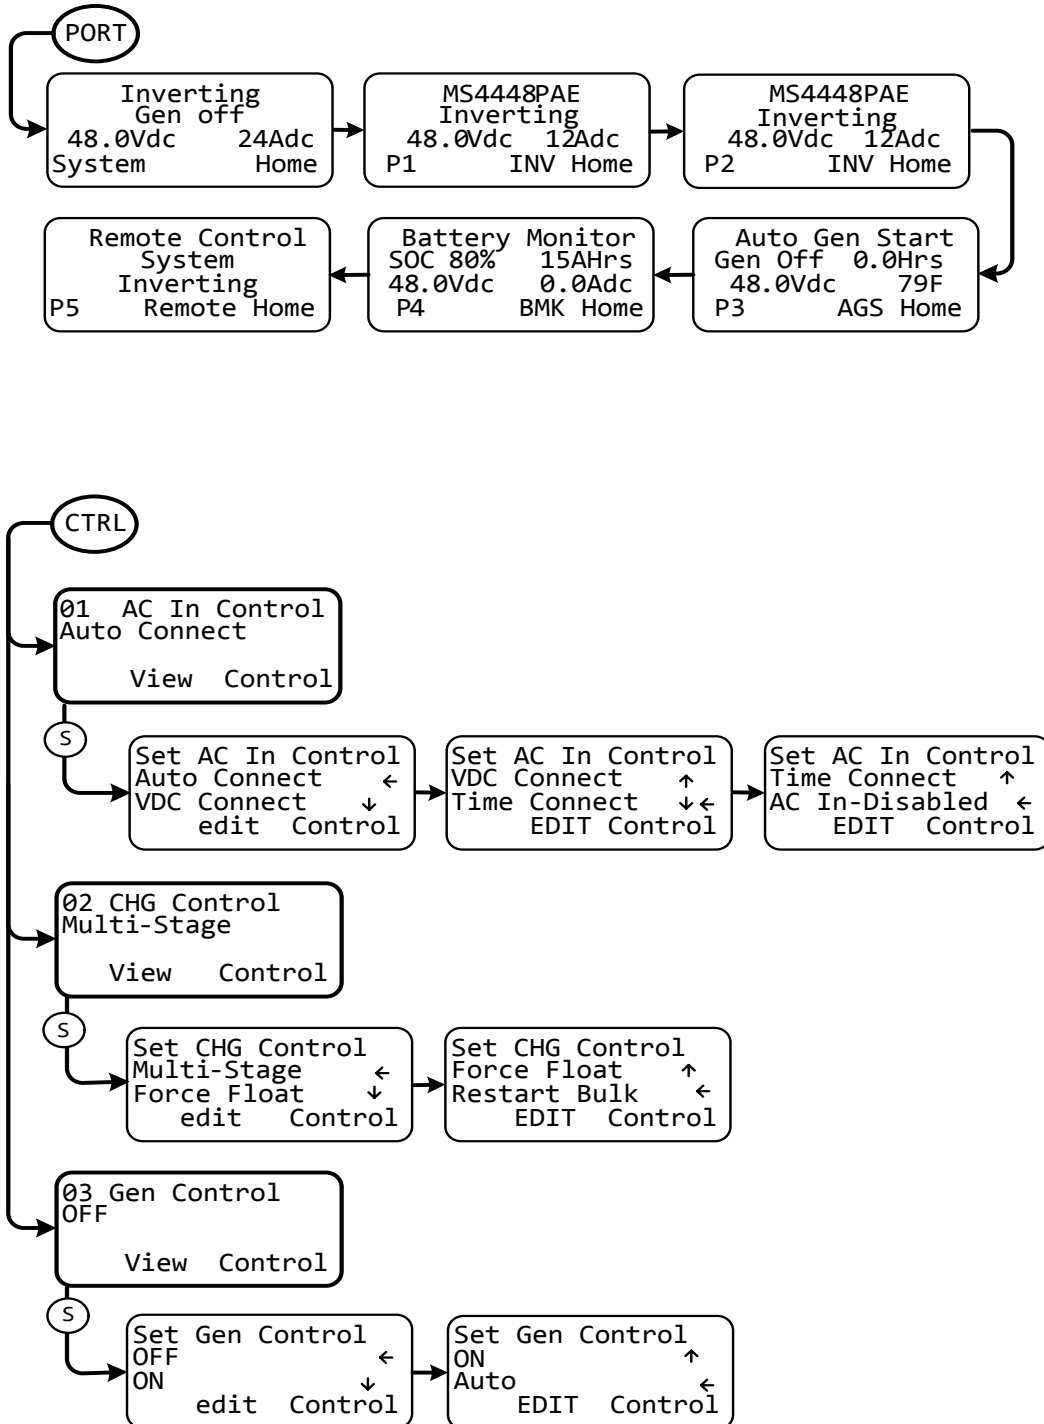 PORT
Inverting
Gen off
48.0Vdc 24Adc
System Home
MS4448PAE
Inverting
48.0Vdc 12Adc
P1 INV Home
MS4448PAE
Inverting
48.0Vdc 12Adc
P2 INV Home
Auto Gen Start
Gen Off 0.0Hrs
48.0Vdc 79F
P3 AGS Home
Battery Monitor
SOC 80% 15AHrs
48.0Vdc 0.0Adc
P4 BMK Home
Remote Control
System
Inverting
P5 Remote Home
CTRL
01 AC In Control
Auto Connect
View Control
S
Set AC In Control
Auto Connect ←
VDC Connect ↓
edit Control
Set AC In Control
VDC Connect ↑
Time Connect ↓←
EDIT Control
Set AC In Control
Time Connect ↑
AC In-Disabled ←
EDIT Control
02 CHG Control
Multi-Stage
View Control
S
Set CHG Control
Multi-Stage ←
Force Float ↓
edit Control
Set CHG Control
Force Float ↑
Restart Bulk ←
EDIT Control
03 Gen Control
OFF
View Control
S
Set Gen Control
OFF ←
ON ↓
edit Control
Set Gen Control
ON ↑
Auto ←
EDIT Control